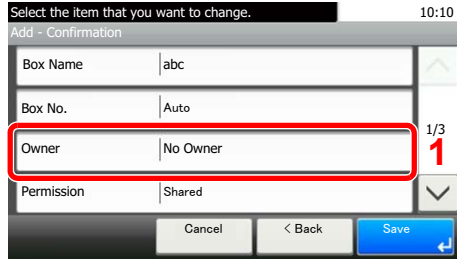 Select the item that you want to change. 10:10
Add - Confirmation
Box Name abc
Box No. Auto
1/3
Owner No Owner 1
Permission Shared
Cancel < Back Save